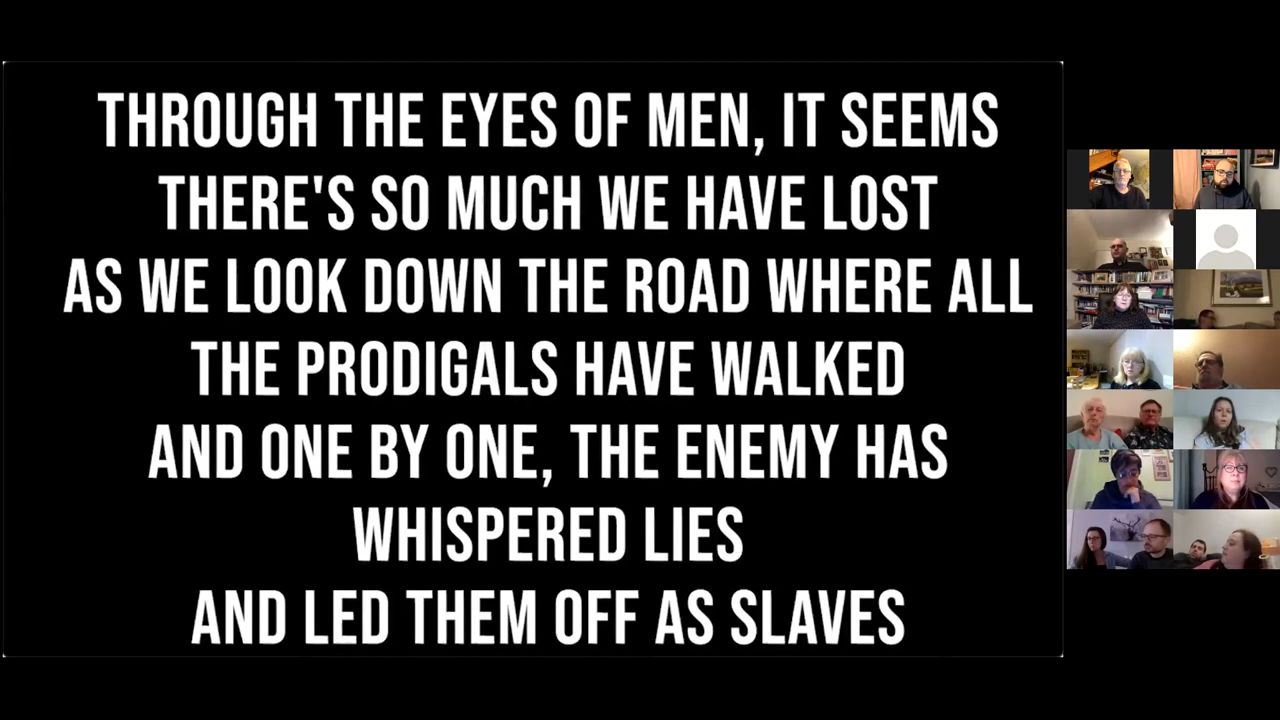 THROUGH THE EYES OF MEN, IT SEEMS
THERE'S SO MUCH WE HAVE LOST
AS WE LOOK DOWN THE ROAD WHERE ALL
THE PRODIGALS HAVE WALKED
AND ONE BY ONE, THE ENEMY HAS
WHISPERED LIES
AND LED THEM OFF AS SLAVES